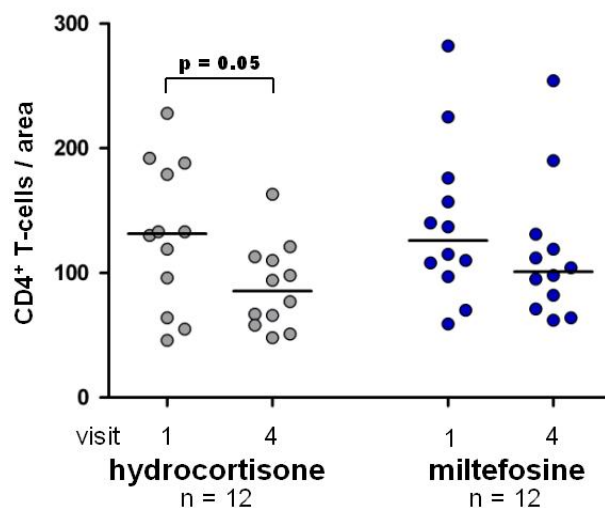 300
p = 0.05
200
CD4⁺ T-cells / area
100
0
visit 1 4 1 4
hydrocortisone miltefosine
n = 12 n = 12